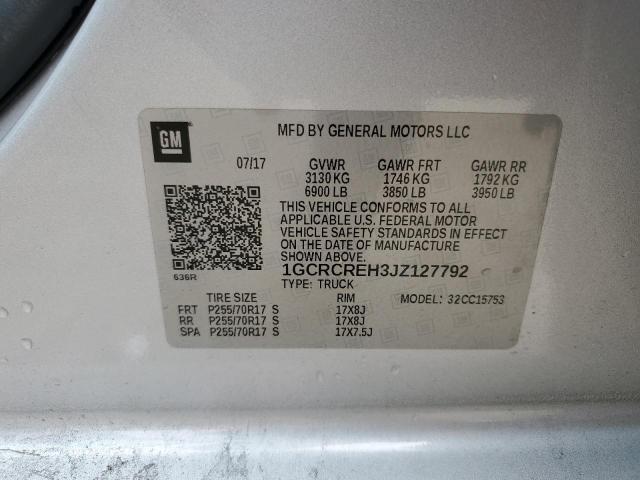 GM
MFD BY GENERAL MOTORS LLC
07/17 GVWR GAWR FRT GAWR RR
3130 KG 1746 KG 1792 KG
6900 LB 3850 LB 3950 LB
THIS VEHICLE CONFORMS TO ALL
APPLICABLE U.S. FEDERAL MOTOR
VEHICLE SAFETY STANDARDS IN EFFECT
ON THE DATE OF MANUFACTURE
SHOWN ABOVE.
636R
1GCRCREH3JZ127792
TYPE: TRUCK
TIRE SIZE RIM MODEL: 32CC15753
FRT P255/70R17 S 17X8J
RR P255/70R17 S 17X8J
SPA P255/70R17 S 17X7.5J